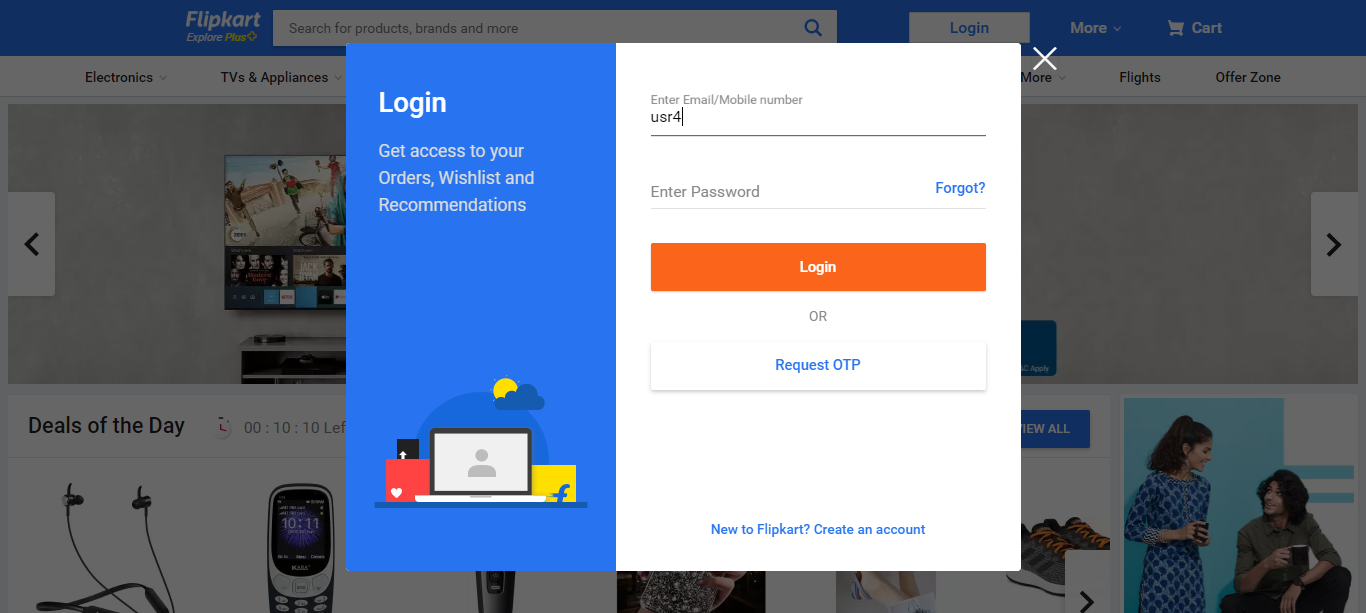 Flipkart
Explore Plus
Search for products, brands and more
Login
More
Cart
Electronics
TVs & Appliances
More
Flights
Offer Zone
Login
Get access to your
Orders, Wishlist and
Recommendations
Enter Email/Mobile number
usr4
Enter Password
Forgot?
Login
OR
Request OTP
New to Flipkart? Create an account
Deals of the Day
00 : 10 : 10 Lef
VIEW ALL
Apply
10:11
KARA